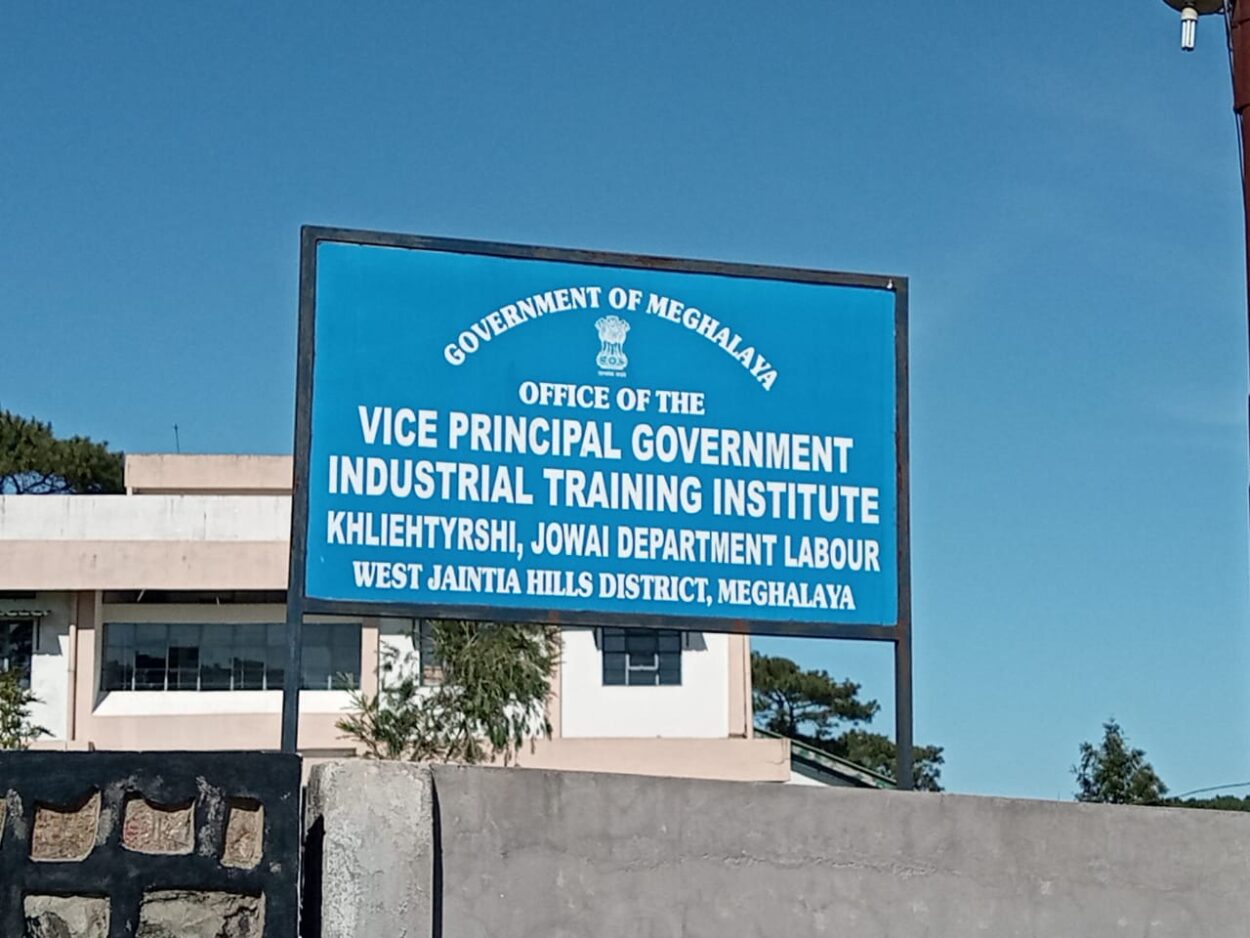 GOVERNMENT OF MEGHALAYA
OFFICE OF THE
VICE PRINCIPAL GOVERNMENT
INDUSTRIAL TRAINING INSTITUTE
KHLIEHTYRSHI, JOWAI DEPARTMENT LABOUR
WEST JAINTIA HILLS DISTRICT, MEGHALAYA